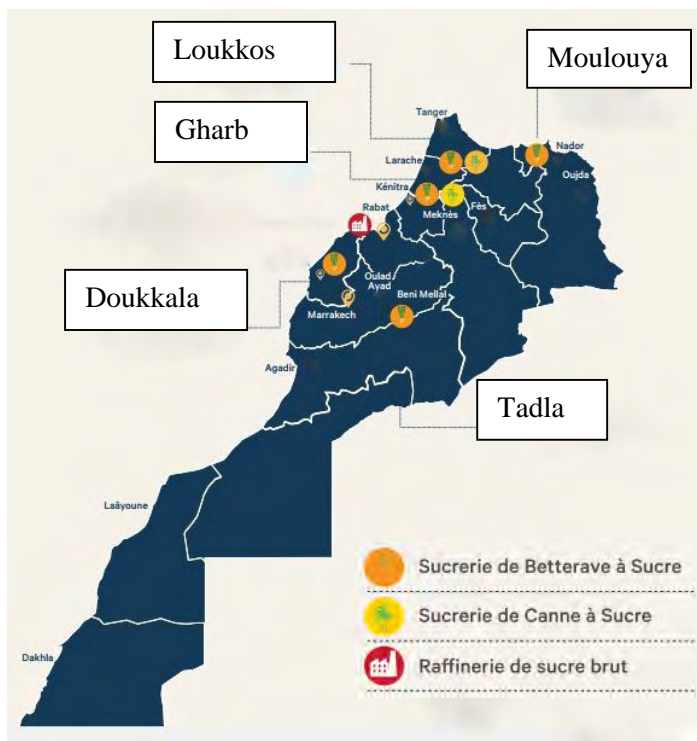 Loukkos
Moulouya
Gharb
Tanger
Nador
Larache
Oujda
Kénitra
Fès
Meknès
Rabat
Doukkala
Oulad
Ayad
Beni Mellal
Marrakech
Agadir
Tadla
Laâyoune
Sucrerie de Betterave à Sucre
Sucrerie de Canne à Sucre
Dakhla
Raffinerie de sucre brut